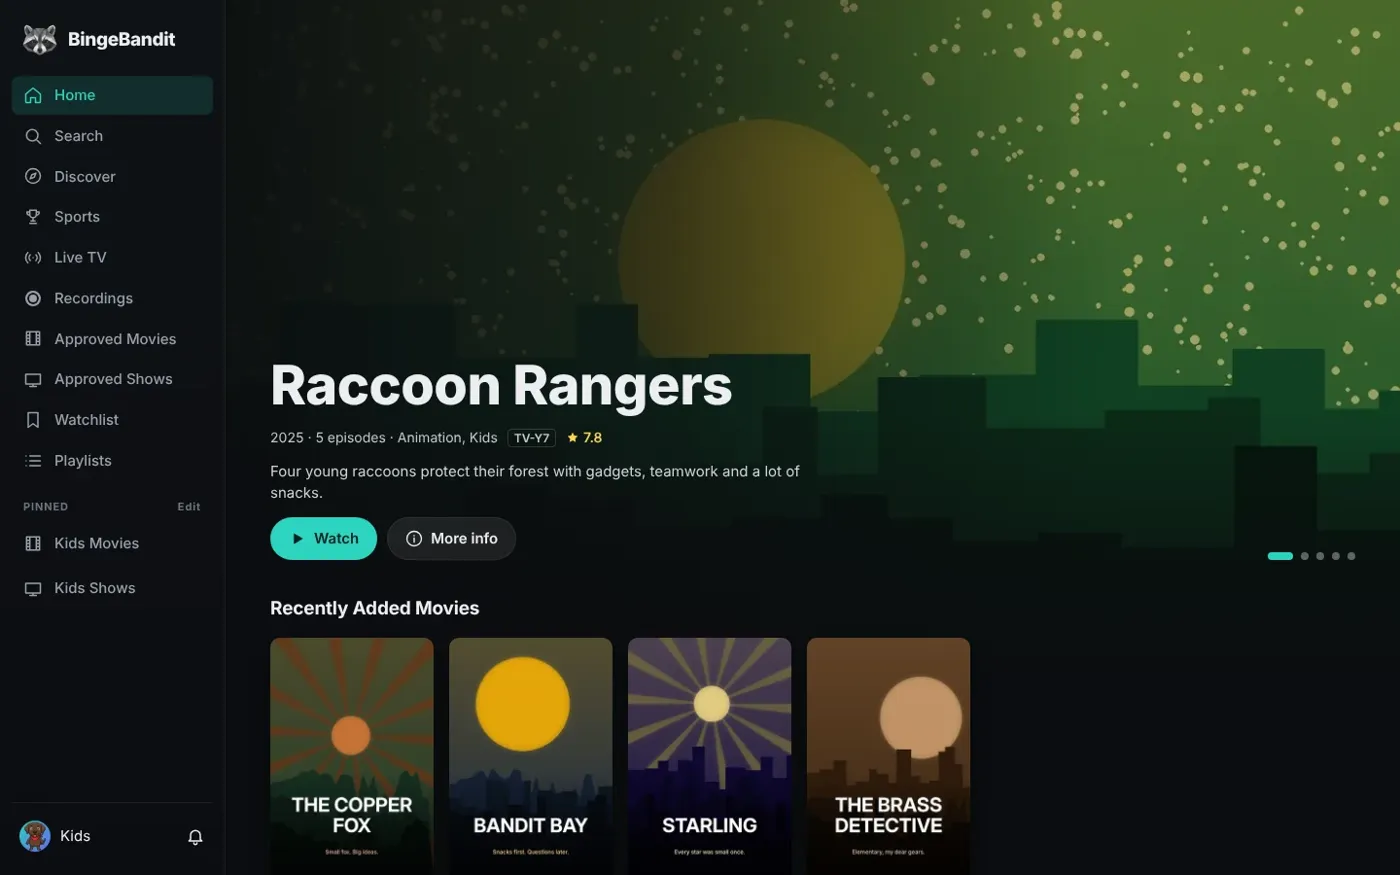 BingeBandit
Home
Search
Discover
Sports
Live TV
Recordings
Approved Movies
Approved Shows
Watchlist
Playlists
PINNED
Edit
Kids Movies
Kids Shows
Kids
Raccoon Rangers
2025 · 5 episodes · Animation, Kids TV-Y7 ★ 7.8
Four young raccoons protect their forest with gadgets, teamwork and a lot of
snacks.
Watch
More info
Recently Added Movies
THE COPPER
FOX
Small fox. Big ideas.
BANDIT BAY
Snacks first. Questions later.
STARLING
Every star was small once.
THE BRASS
DETECTIVE
Elementary, my dear gears.